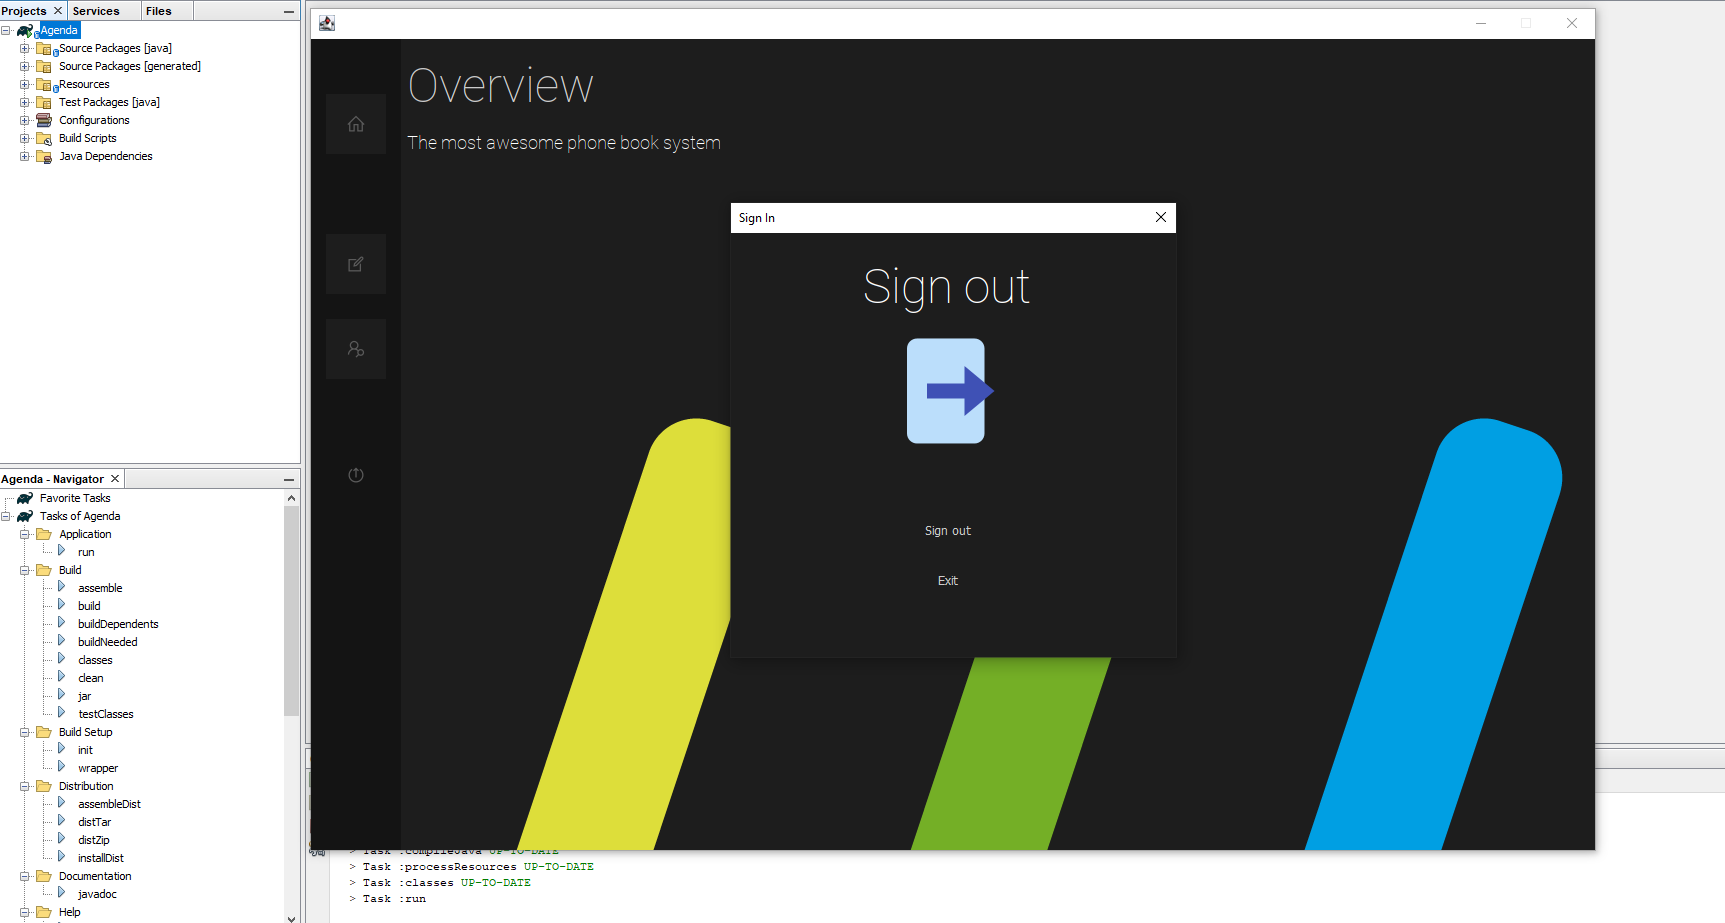 Projects
Services
Files
Agenda
Source Packages [java]
Source Packages [generated]
Resources
Test Packages [java]
Configurations
Build Scripts
Java Dependencies
Agenda - Navigator
Favorite Tasks
Tasks of Agenda
Application
run
Build
assemble
build
buildDependents
buildNeeded
classes
clean
jar
testClasses
Build Setup
init
wrapper
Distribution
assembleDist
distTar
distZip
installDist
Documentation
javadoc
Help
Overview
The most awesome phone book system
Sign In
Sign out
Sign out
Exit
> Task :compileJava UP-TO-DATE
> Task :processResources UP-TO-DATE
> Task :classes UP-TO-DATE
> Task :run